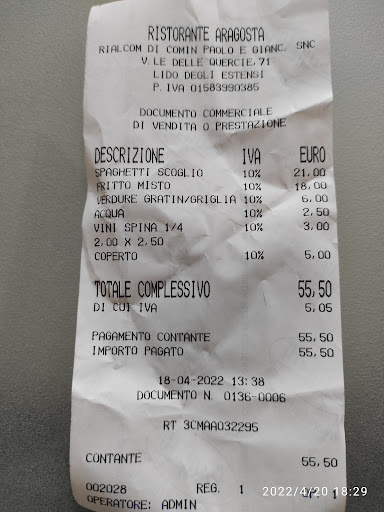 RISTORANTE ARAGOSTA
RIALCOM DI COMIN PAOLO E GIANC. SNC
V.LE DELLE QUERCIE,71
LIDO DEGLI ESTENSI
P. IVA 01583990385
DOCUMENTO COMMERCIALE
DI VENDITA O PRESTAZIONE
DESCRIZIONE IVA EURO
SPAGHETTI SCOGLIO 10% 21,00
FRITTO MISTO 10% 18,00
VERDURE GRATIN/GRIGLIA 10% 6,00
ACQUA 10% 2,50
VINI SPINA 1/4 10% 3,00
2,00 X 2,50
COPERTO 10% 5,00
TOTALE COMPLESSIVO 55,50
DI CUI IVA 5,05
PAGAMENTO CONTANTE 55,50
IMPORTO PAGATO 55,50
18-04-2022 13:38
DOCUMENTO N. 0136-0006
RT 3CMAA032295
CONTANTE 55,50
002028 REG. 1
2022/4/20 18:29
OPERATORE: ADMIN